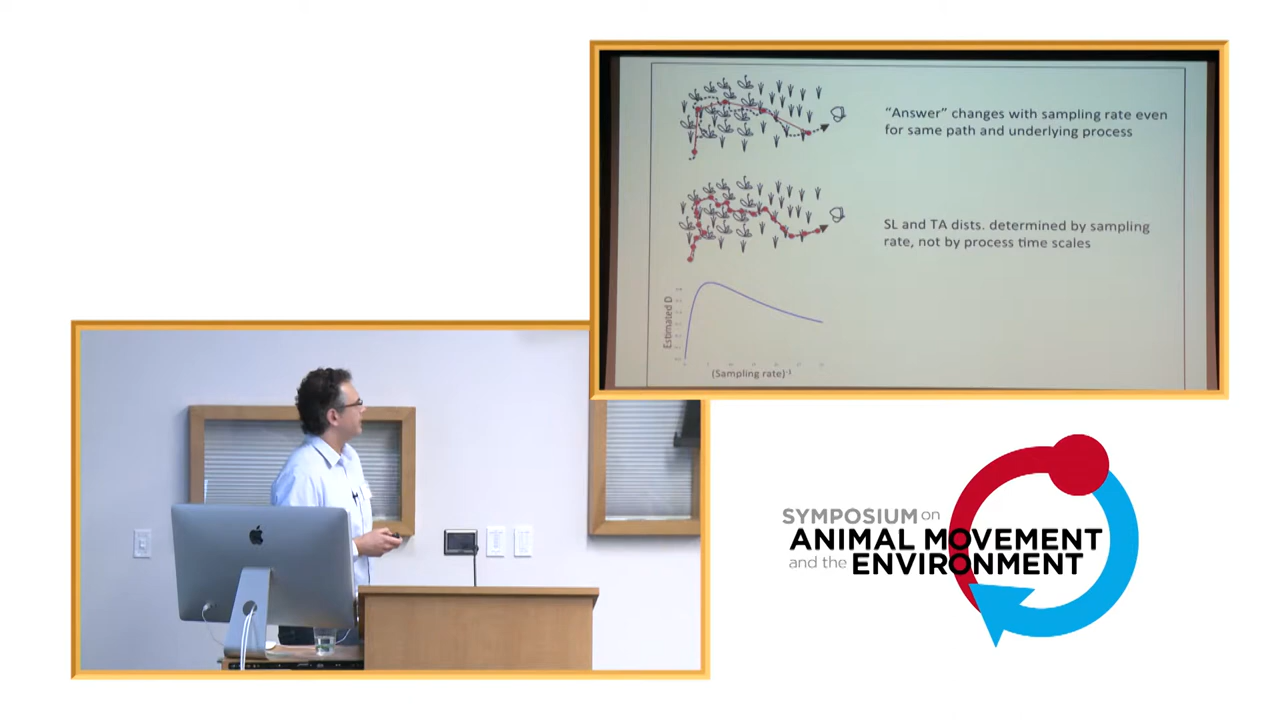 "Answer" changes with sampling rate even
for same path and underlying process
SL and TA dists. determined by sampling
rate, not by process time scales
Estimated D
(Sampling rate)⁻¹
SYMPOSIUM on
ANIMAL MOVEMENT
and the ENVIRONMENT